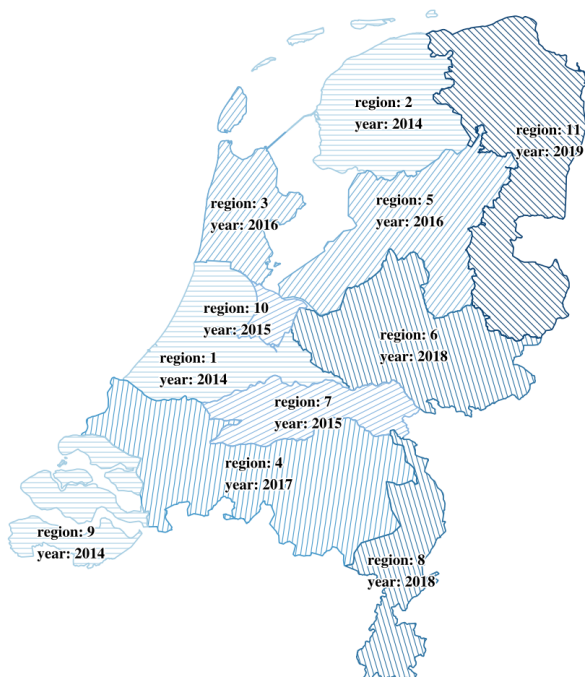 region: 2
year: 2014
region: 11
year: 2019
region: 3
year: 2016
region: 5
year: 2016
region: 10
year: 2015
region: 6
year: 2018
region: 1
year: 2014
region: 7
year: 2015
region: 4
year: 2017
region: 9
year: 2014
region: 8
year: 2018